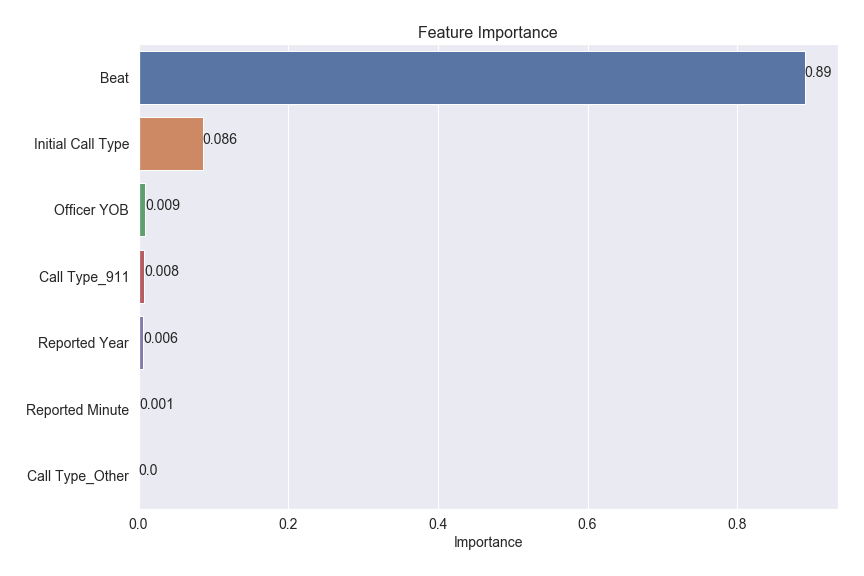 Feature Importance
Beat 0.89
Initial Call Type 0.086
Officer YOB 0.009
Call Type_911 0.008
Reported Year 0.006
Reported Minute 0.001
Call Type_Other 0.0
0.0 0.2 0.4 0.6 0.8
Importance